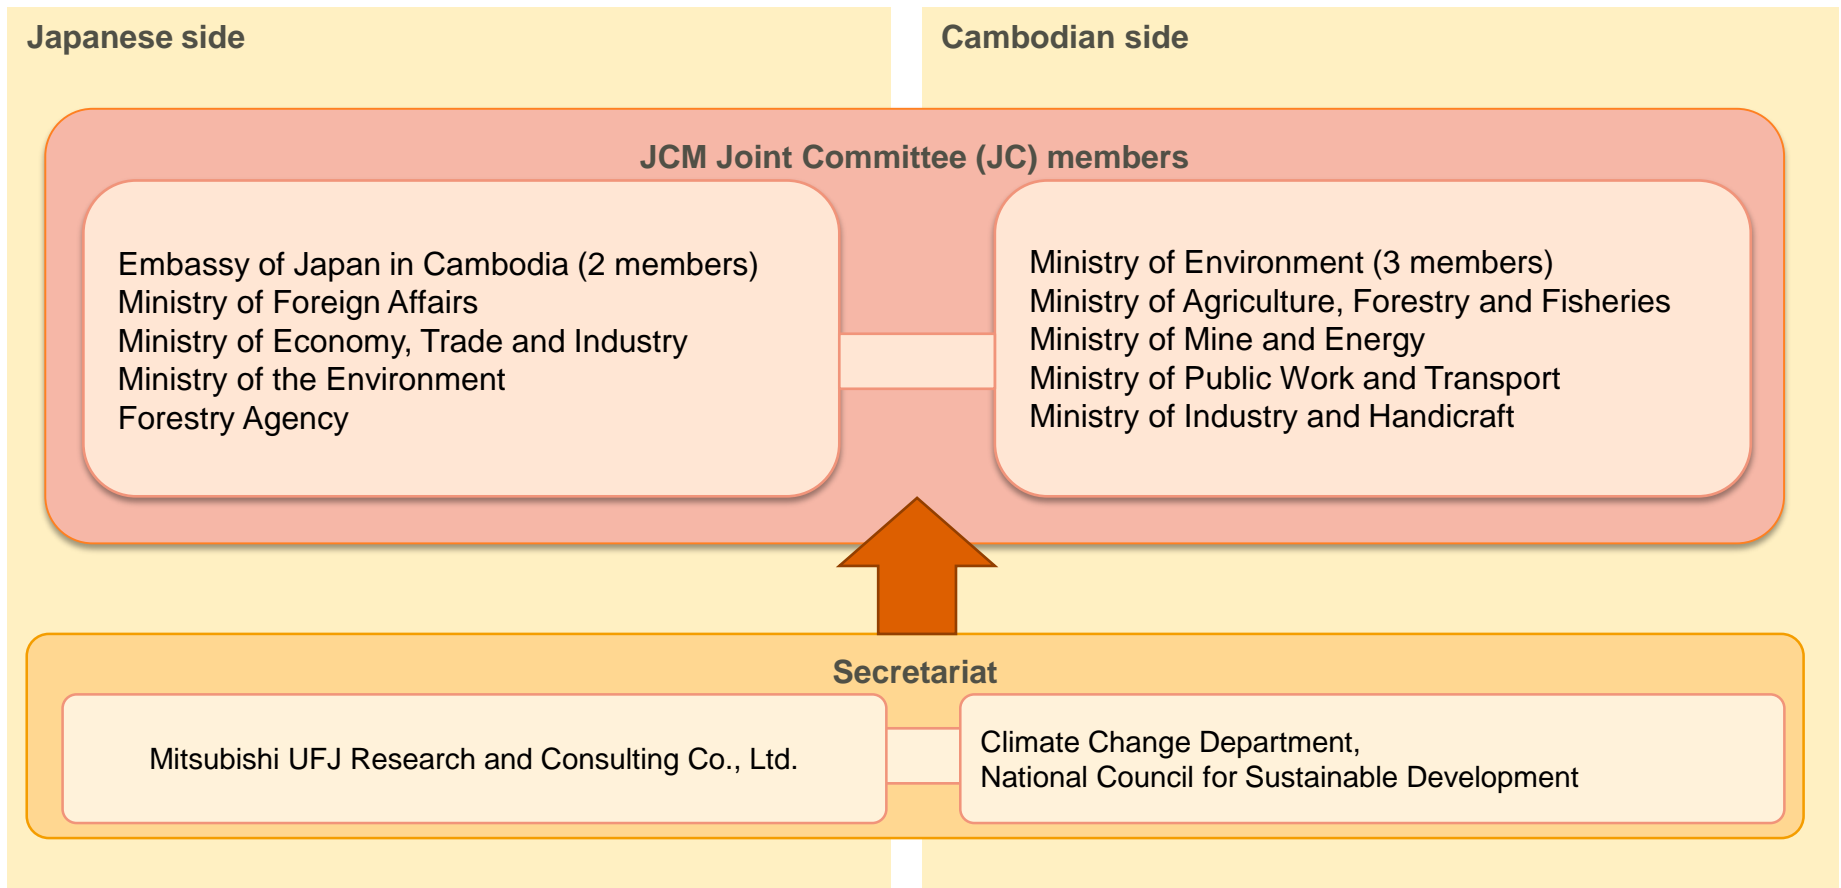 Japanese side
Cambodian side
JCM Joint Committee (JC) members
Embassy of Japan in Cambodia (2 members)
Ministry of Foreign Affairs
Ministry of Economy, Trade and Industry
Ministry of the Environment
Forestry Agency
Ministry of Environment (3 members)
Ministry of Agriculture, Forestry and Fisheries
Ministry of Mine and Energy
Ministry of Public Work and Transport
Ministry of Industry and Handicraft
Secretariat
Mitsubishi UFJ Research and Consulting Co., Ltd.
Climate Change Department,
National Council for Sustainable Development